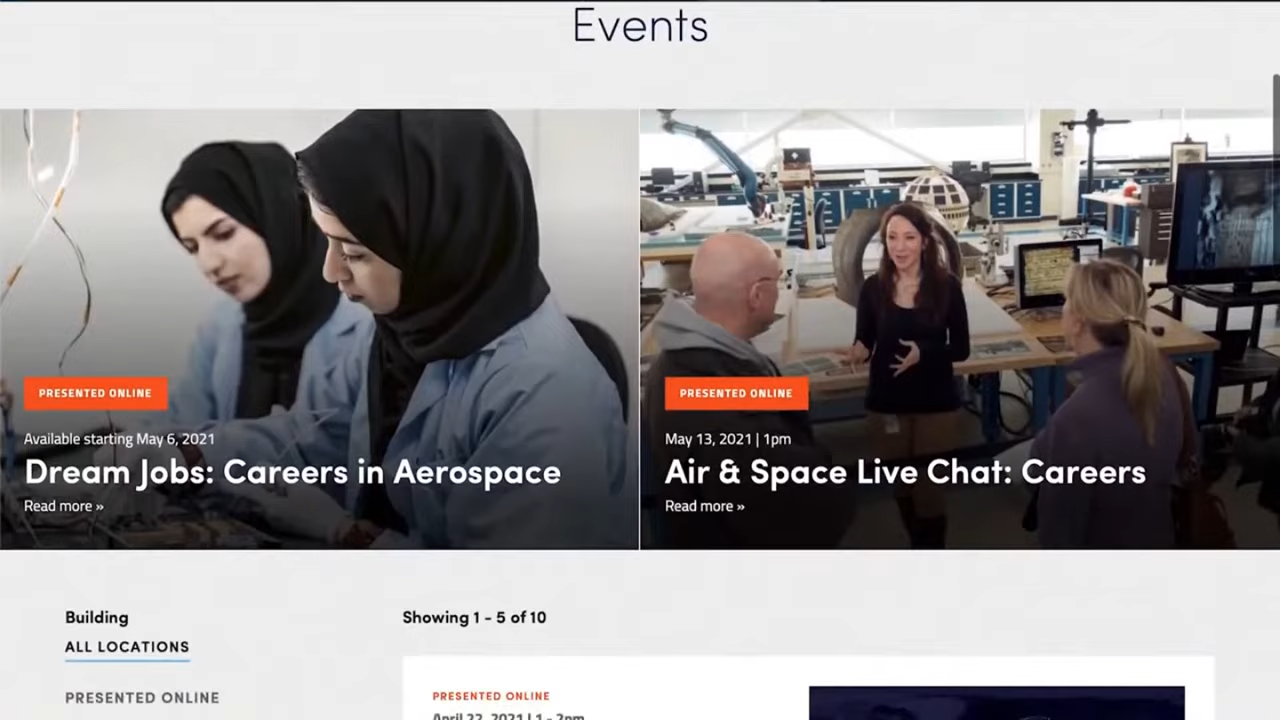 Events
PRESENTED ONLINE
Available starting May 6, 2021
Dream Jobs: Careers in Aerospace
Read more »
PRESENTED ONLINE
May 13, 2021 | 1pm
Air & Space Live Chat: Careers
Read more »
Building
ALL LOCATIONS
PRESENTED ONLINE
Showing 1 - 5 of 10
PRESENTED ONLINE
April 22, 2021 | 1 - 2pm